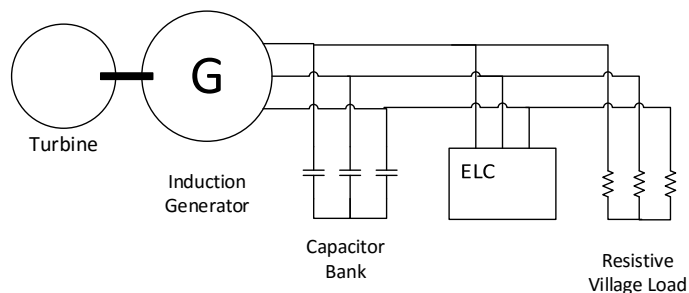 G
Turbine
Induction
Generator
Capacitor
Bank
ELC
Resistive
Village Load